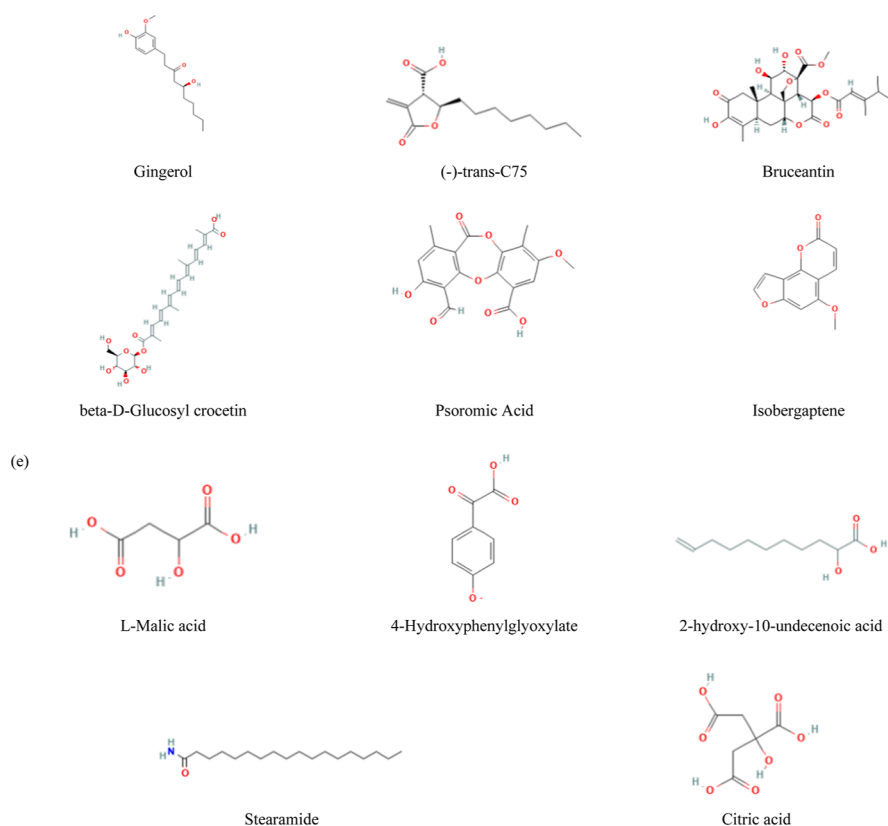 Gingerol
(-)-trans-C75
Bruceantin
beta-D-Glucosyl crocetin
Psoromic Acid
Isobergaptene
(e)
L-Malic acid
4-Hydroxyphenylglyoxylate
2-hydroxy-10-undecenoic acid
Stearamide
Citric acid